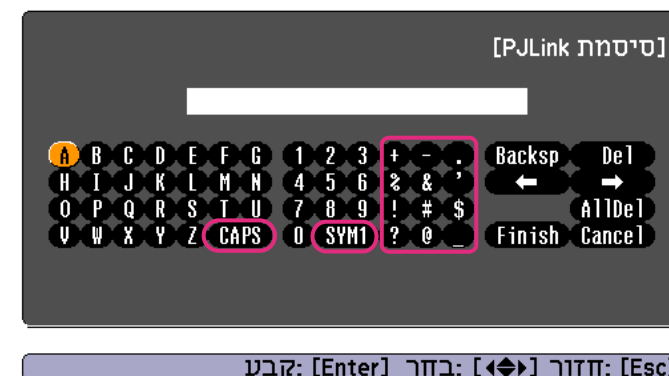 [סיסמת PJLink]
A B C D E F G 1 2 3 + - . Backsp Del
H I J K L M N 4 5 6 % & ’ ← →
O P Q R S T U 7 8 9 ! # $ AllDel
V W X Y Z CAPS 0 SYM1 ? @ _ Finish Cancel
[Esc] :חזור [◆] :בחר [Enter] :קבע